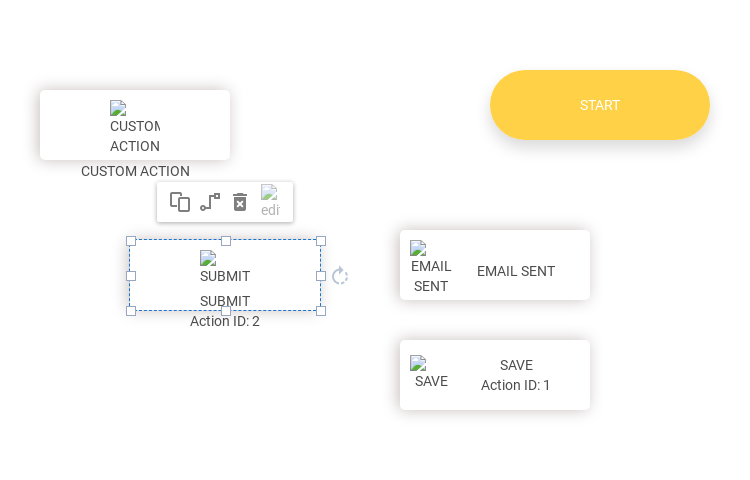 START
CUSTOM
ACTION
CUSTOM ACTION
edi
SUBMIT
SUBMIT
Action ID: 2
EMAIL
SENT
EMAIL SENT
SAVE
SAVE
Action ID: 1